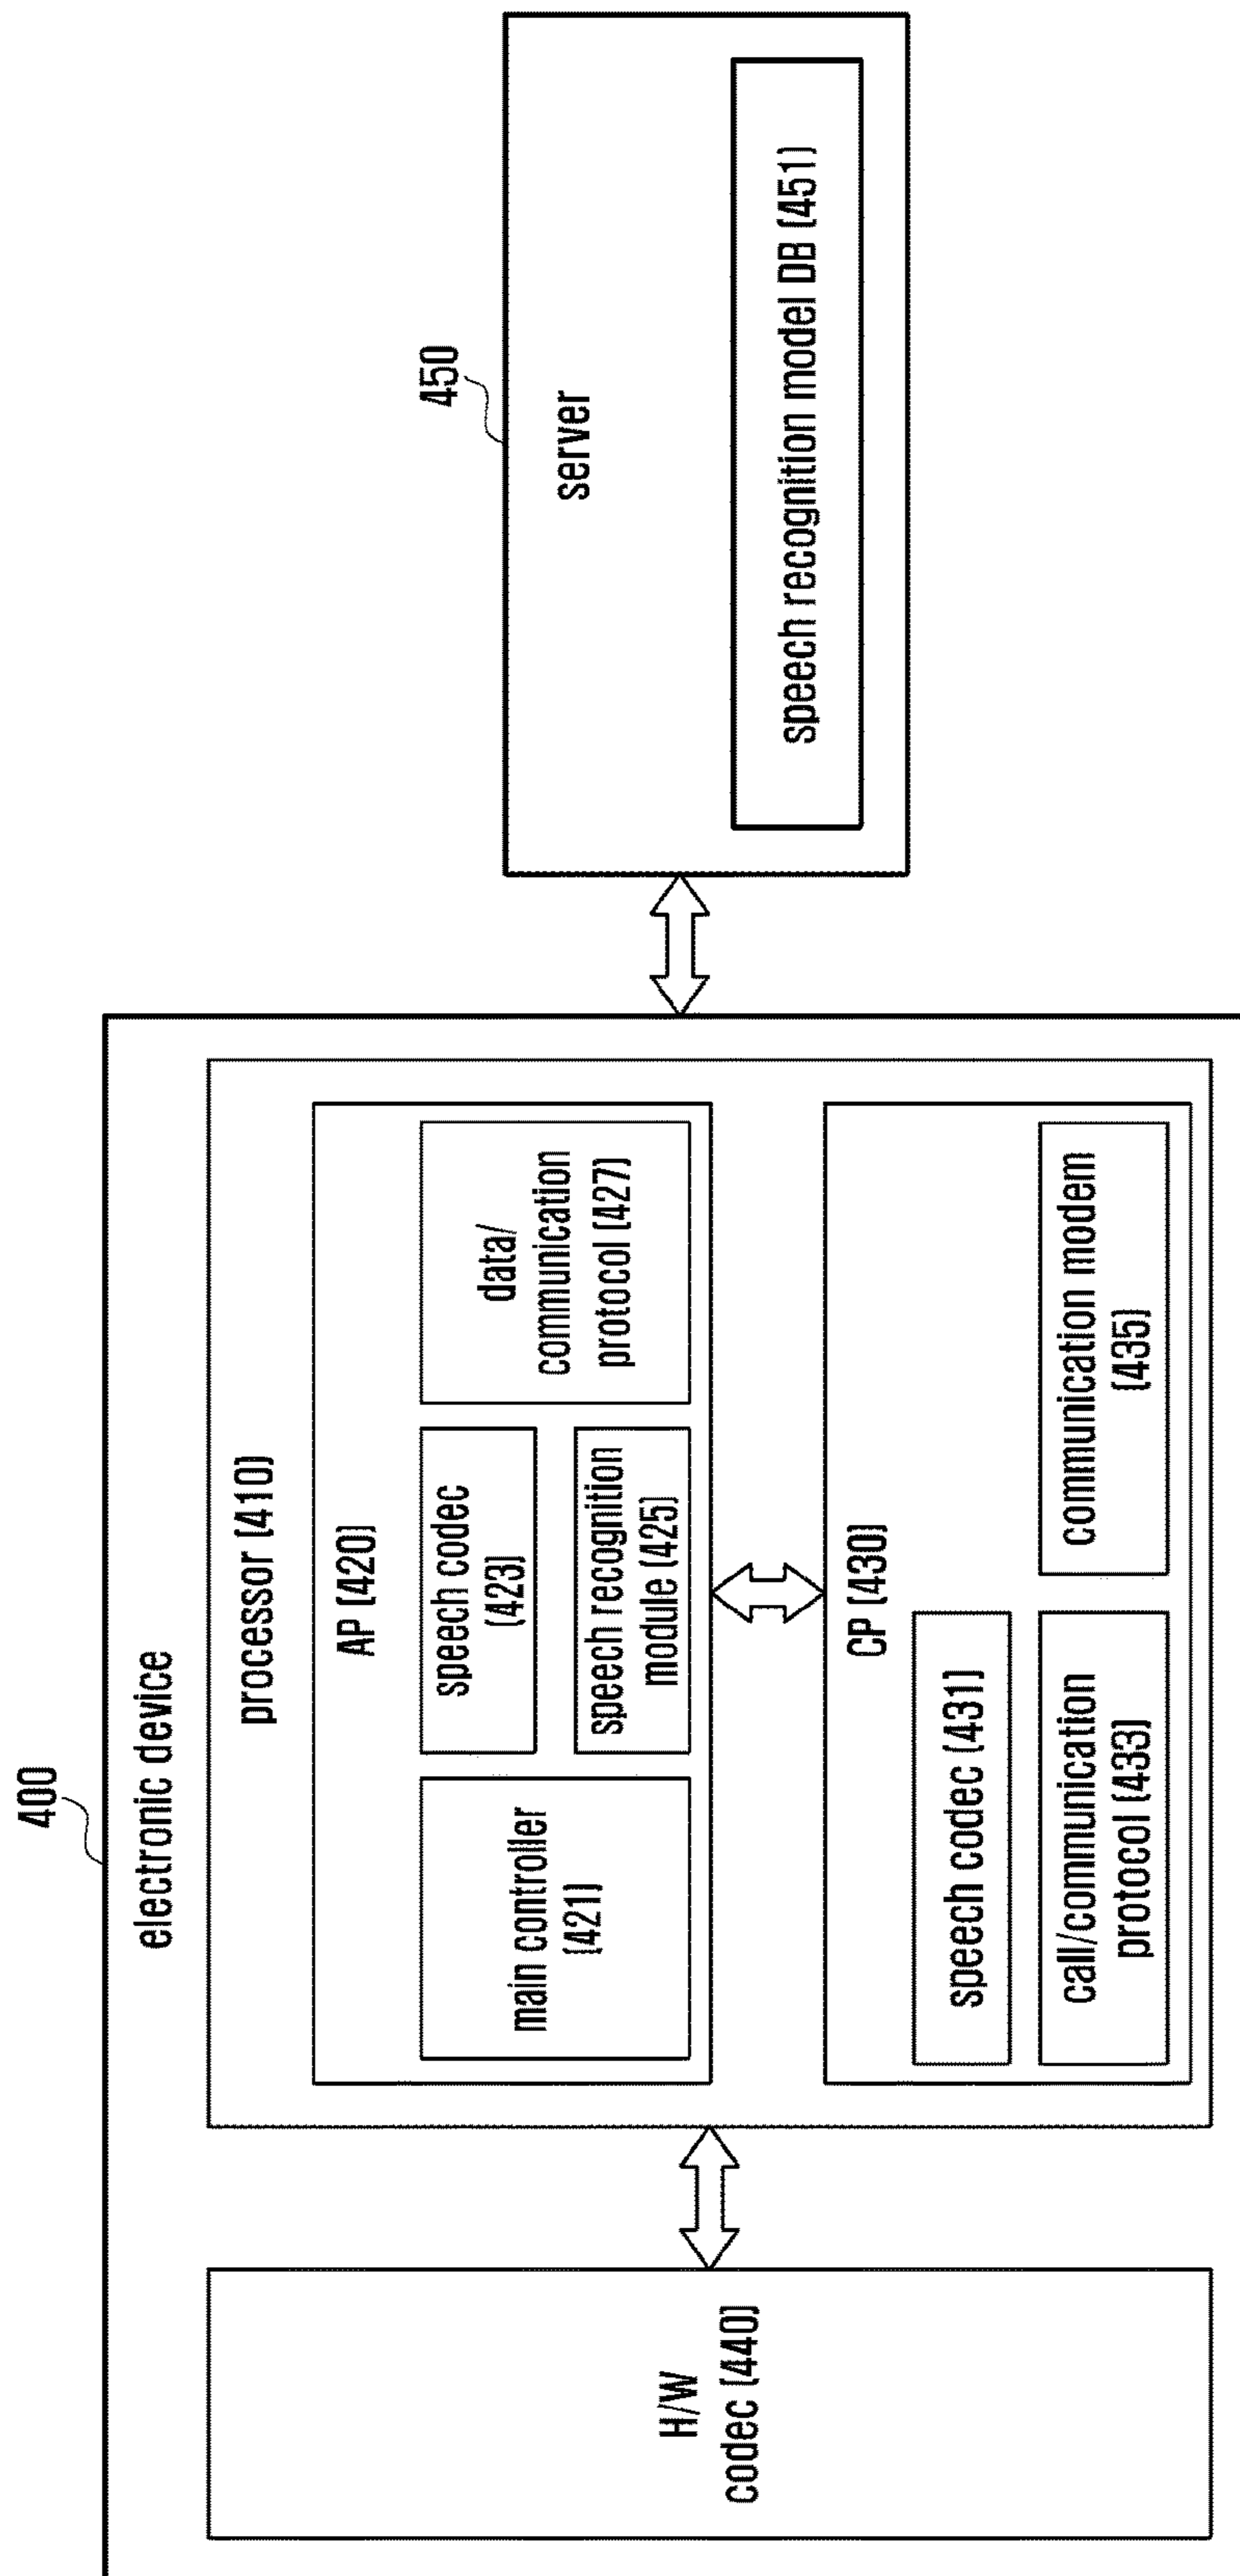 400
electronic device
processor (410)
AP (420)
main controller
(421)
speech codec
(423)
speech recognition
module (425)
data/
communication
protocol (427)
CP (430)
speech codec (431)
call/communication
protocol (433)
communication modem
(435)
H/W
codec (440)
450
server
speech recognition model DB (451)